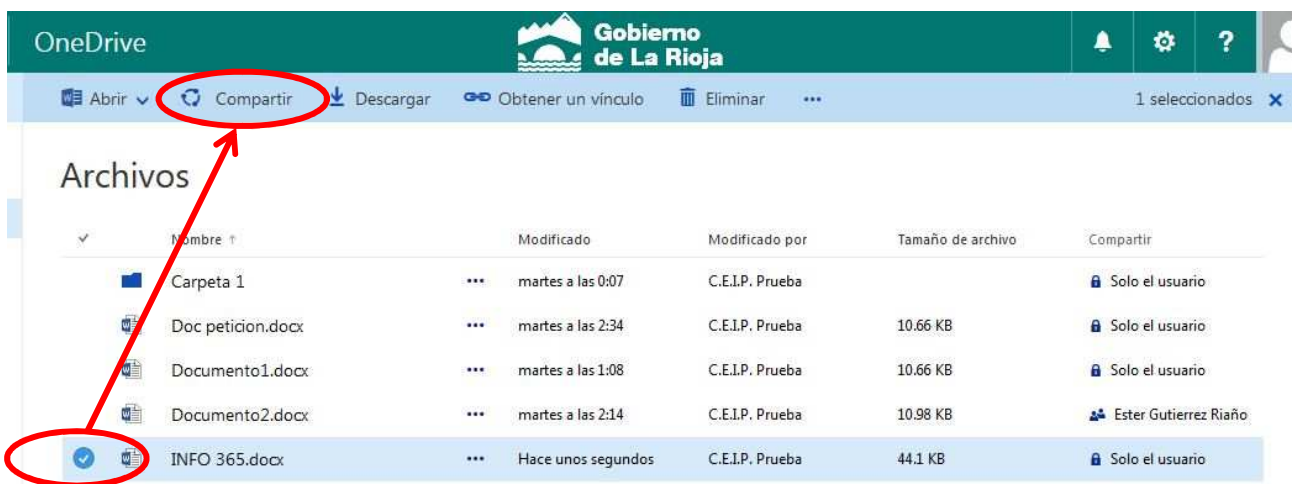 OneDrive
Gobierno
de La Rioja
?
Abrir
Compartir
Descargar
Obtener un vínculo
Eliminar
...
1 seleccionados
Archivos
Nombre ↑ Modificado Modificado por Tamaño de archivo Compartir
Carpeta 1 ... martes a las 0:07 C.E.I.P. Prueba Solo el usuario
Doc peticion.docx ... martes a las 2:34 C.E.I.P. Prueba 10.66 KB Solo el usuario
Documento1.docx ... martes a las 1:08 C.E.I.P. Prueba 10.66 KB Solo el usuario
Documento2.docx ... martes a las 2:14 C.E.I.P. Prueba 10.98 KB Ester Gutierrez Riaño
INFO 365.docx ... Hace unos segundos C.E.I.P. Prueba 44.1 KB Solo el usuario